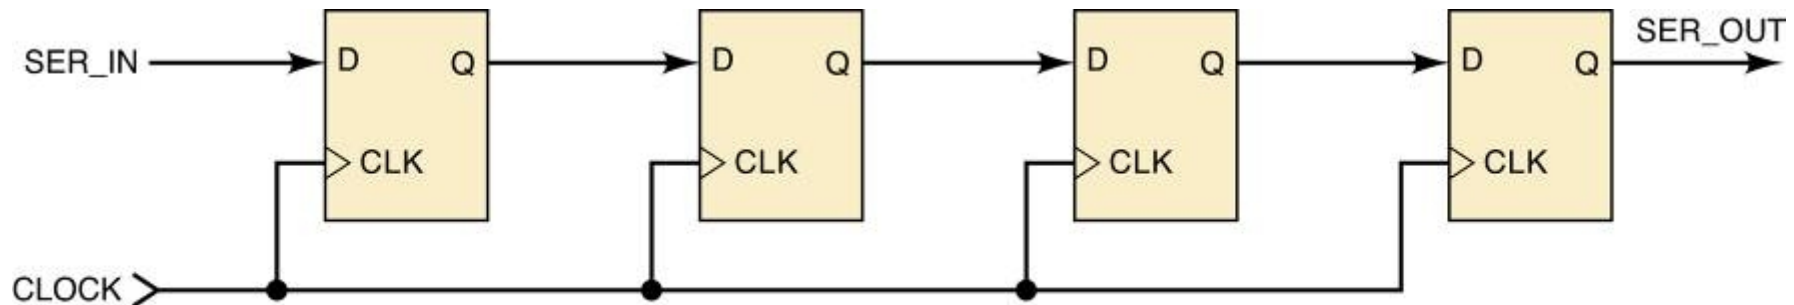 SER_OUT
SER_IN D Q D Q D Q D Q
CLK CLK CLK CLK
CLOCK